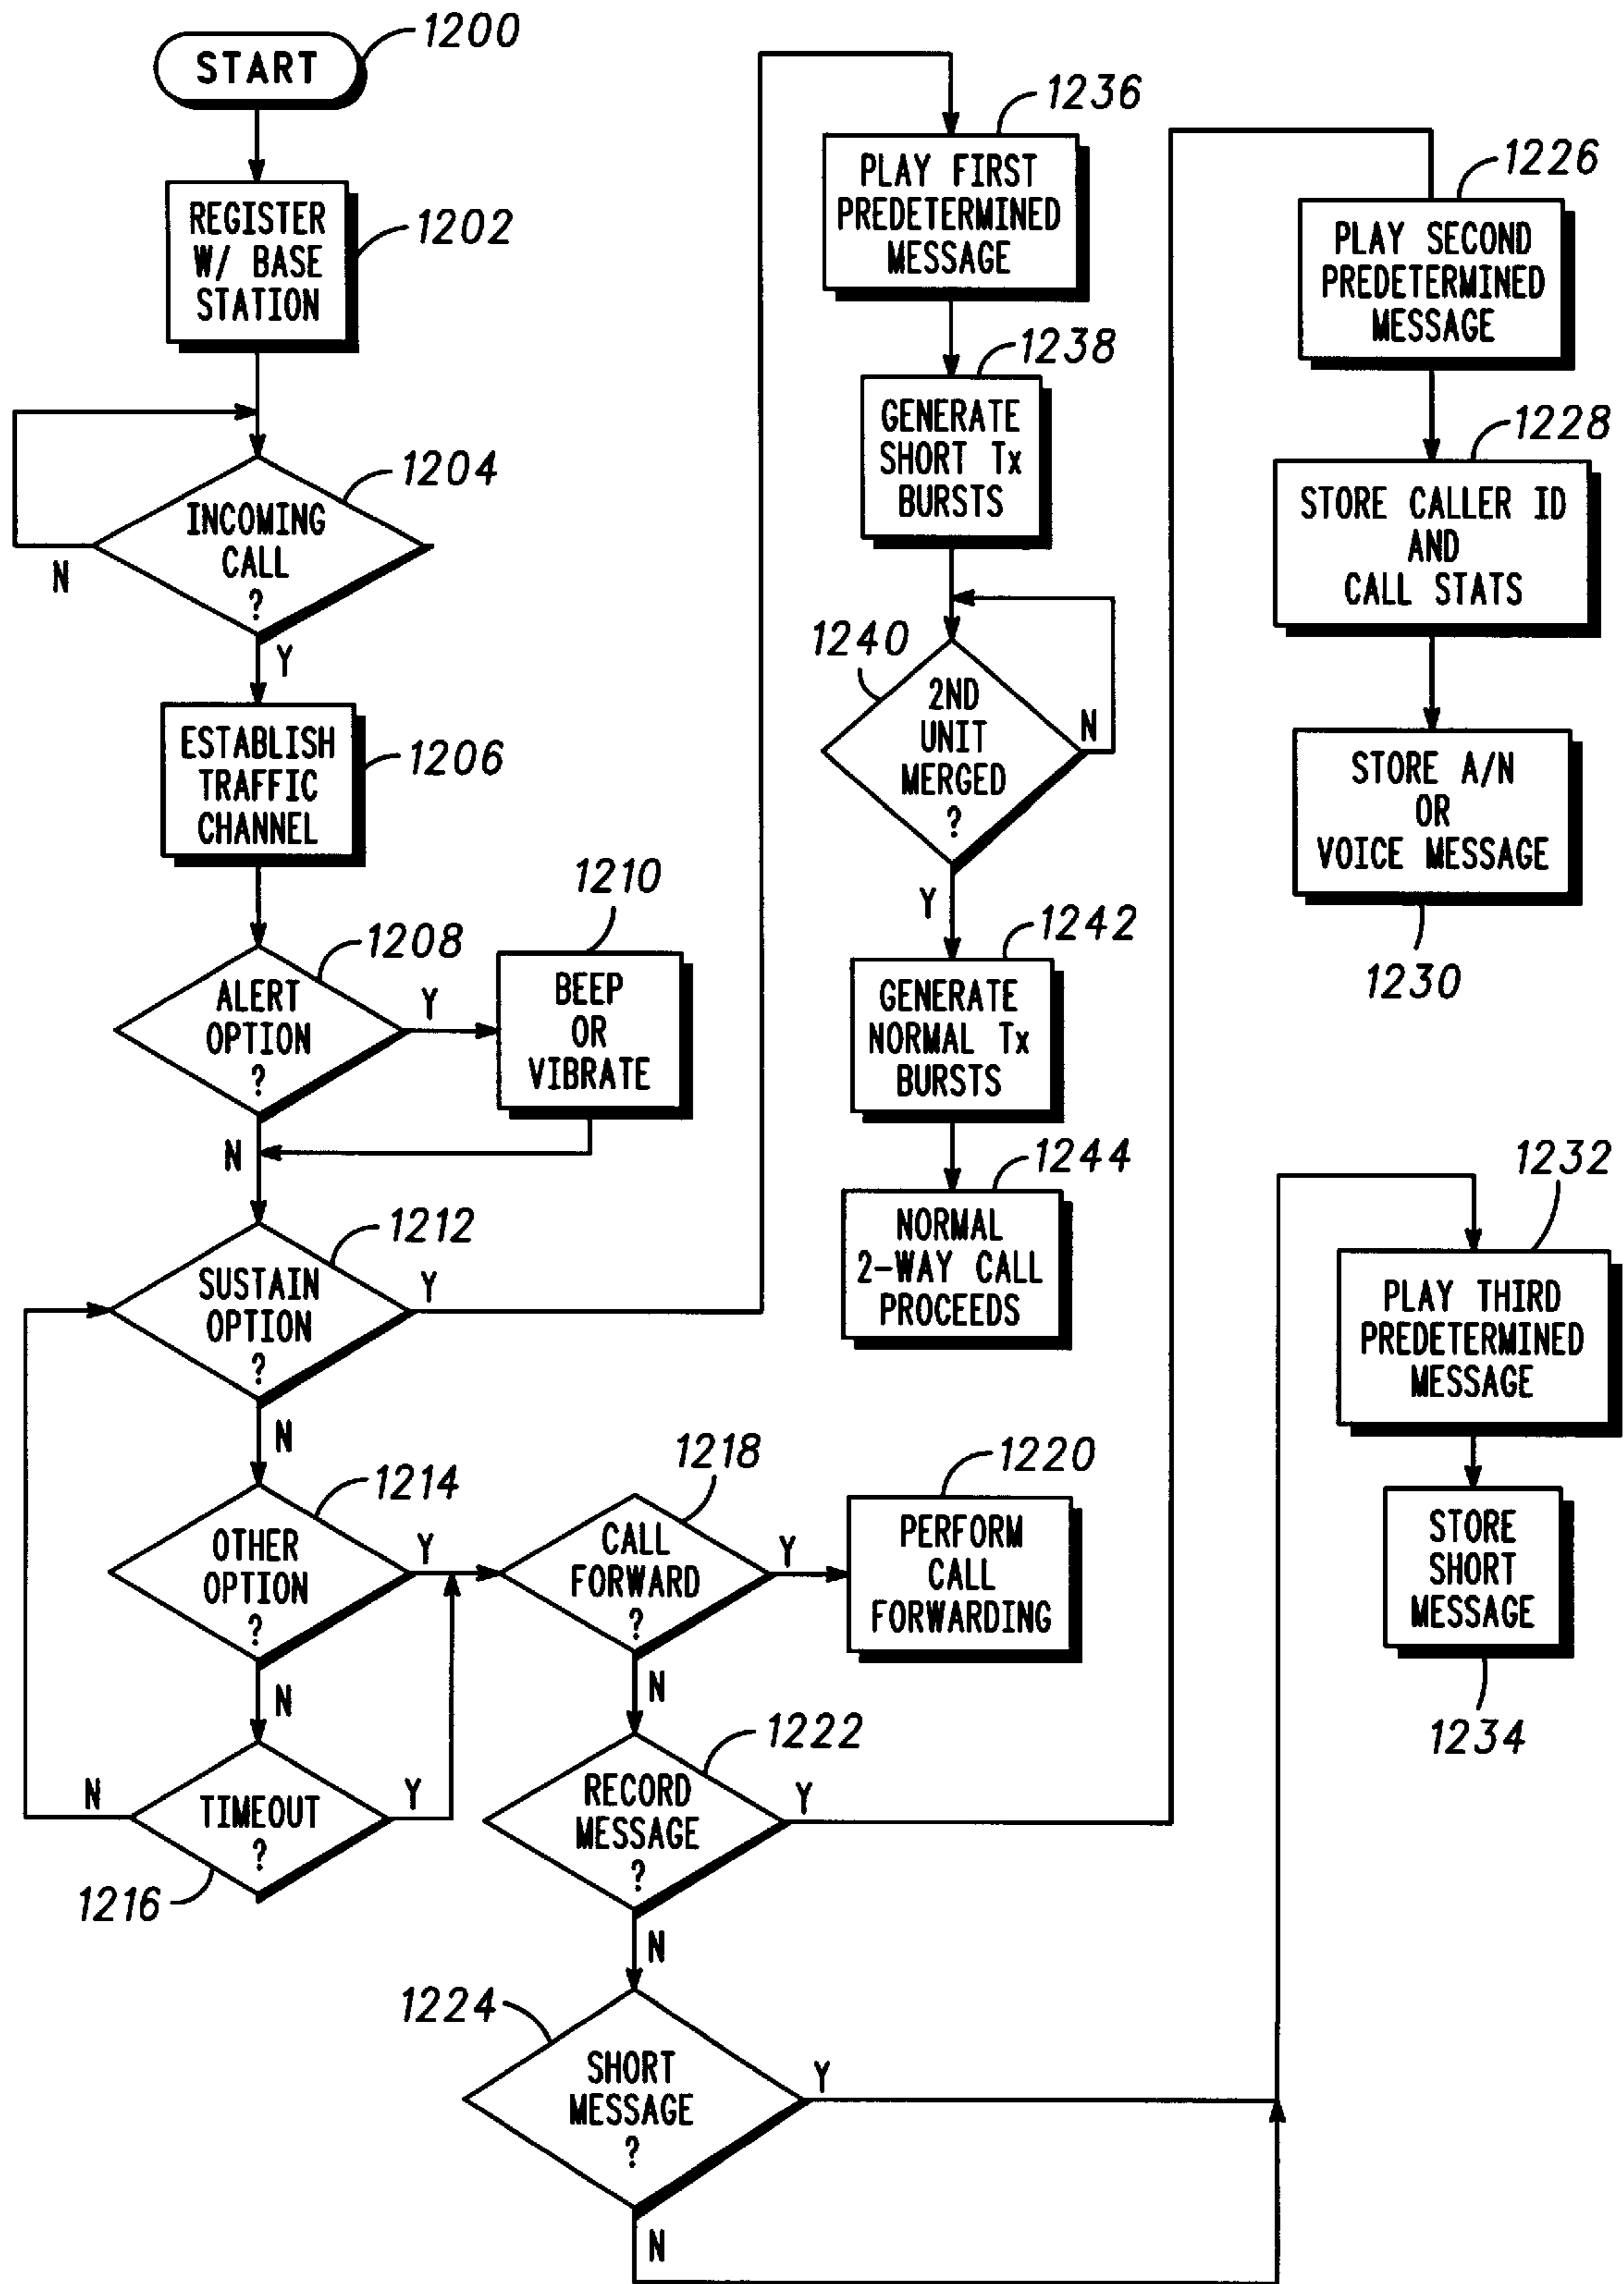 START
1200
REGISTER
W/ BASE
STATION
1202
1204
INCOMING
CALL
?
N
Y
ESTABLISH
TRAFFIC
CHANNEL
1206
1208
ALERT
OPTION
?
Y
N
1210
BEEP
OR
VIBRATE
1212
SUSTAIN
OPTION
?
Y
N
1214
OTHER
OPTION
?
Y
N
TIMEOUT
?
N
Y
1216
1218
CALL
FORWARD
?
Y
N
1220
PERFORM
CALL
FORWARDING
1222
RECORD
MESSAGE
?
Y
N
1224
SHORT
MESSAGE
?
Y
N
1236
PLAY FIRST
PREDETERMINED
MESSAGE
1238
GENERATE
SHORT Tx
BURSTS
1240
2ND
UNIT
MERGED
?
N
Y
1242
GENERATE
NORMAL Tx
BURSTS
1244
NORMAL
2-WAY CALL
PROCEEDS
1226
PLAY SECOND
PREDETERMINED
MESSAGE
1228
STORE CALLER ID
AND
CALL STATS
STORE A/N
OR
VOICE MESSAGE
1230
1232
PLAY THIRD
PREDETERMINED
MESSAGE
STORE
SHORT
MESSAGE
1234